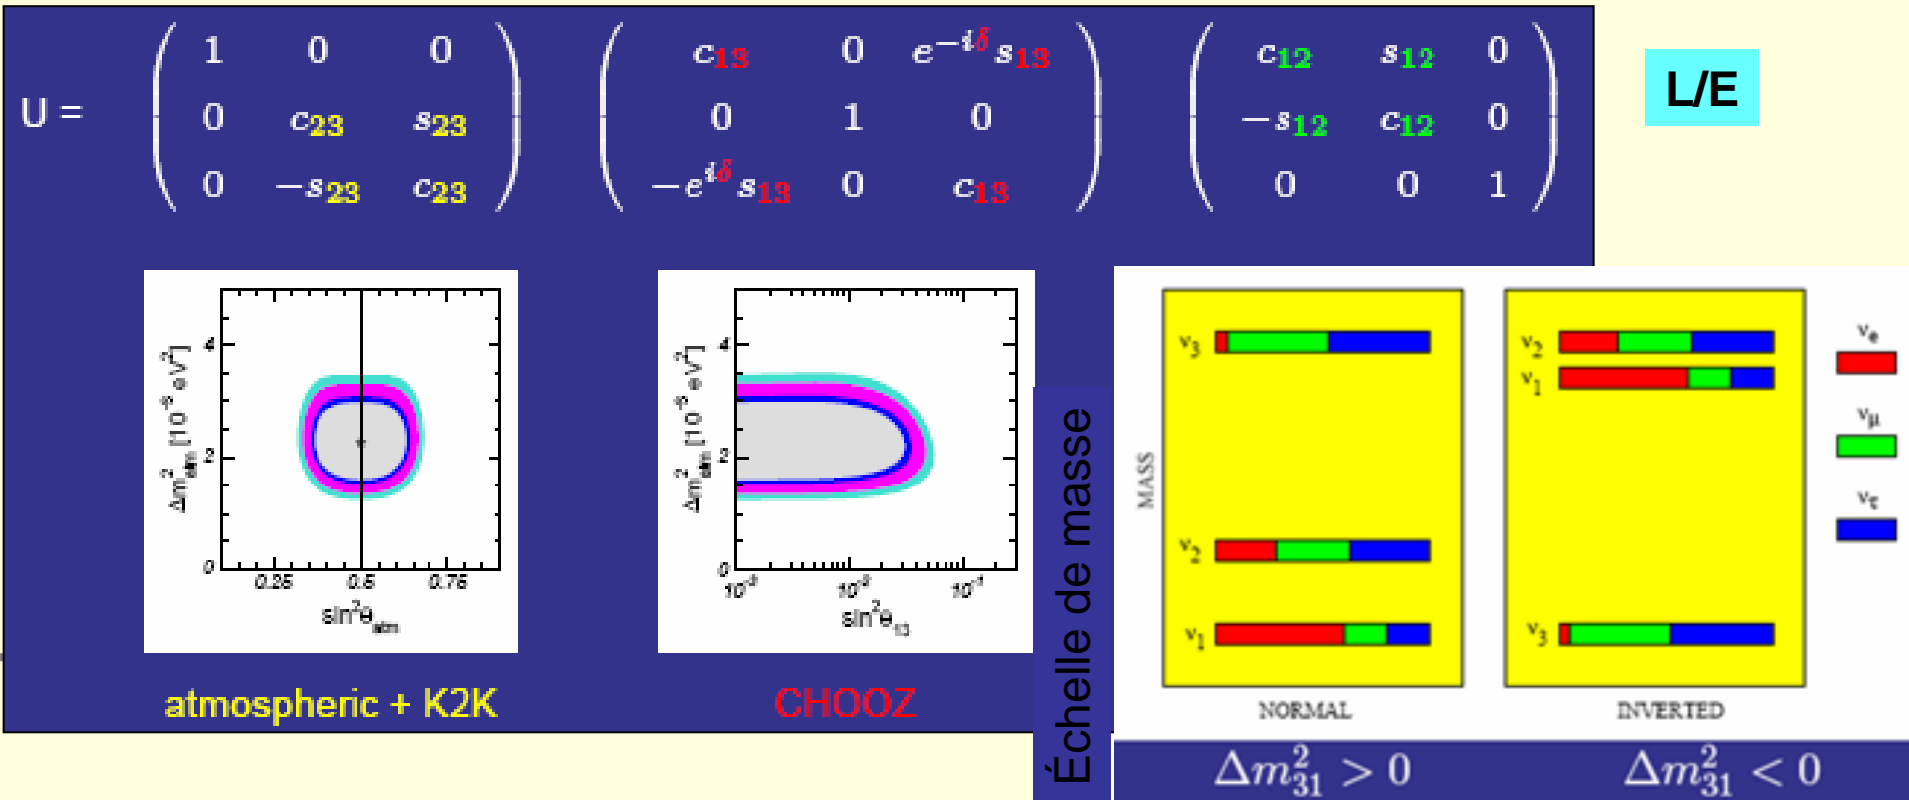 U = ( 1 0 0 ) ( c13 0 e^{-iδ} s13 ) ( c12 s12 0 )
( 0 c23 s23 ) ( 0 1 0 ) ( -s12 c12 0 )
( 0 -s23 c23 ) ( -e^{iδ} s13 0 c13 ) ( 0 0 1 )
L/E
Δm²atm [10⁻³ eV²]
4
2
0
0.25 0.5 0.75
sin²θatm
atmospheric + K2K
Δm²atm [10⁻³ eV²]
4
2
0
10⁻³ 10⁻² 10⁻¹
sin²θ13
CHOOZ
Échelle de masse
MASS
ν3
ν2
ν1
NORMAL
Δm²31 > 0
ν2
ν1
ν3
INVERTED
Δm²31 < 0
νe
νμ
ντ